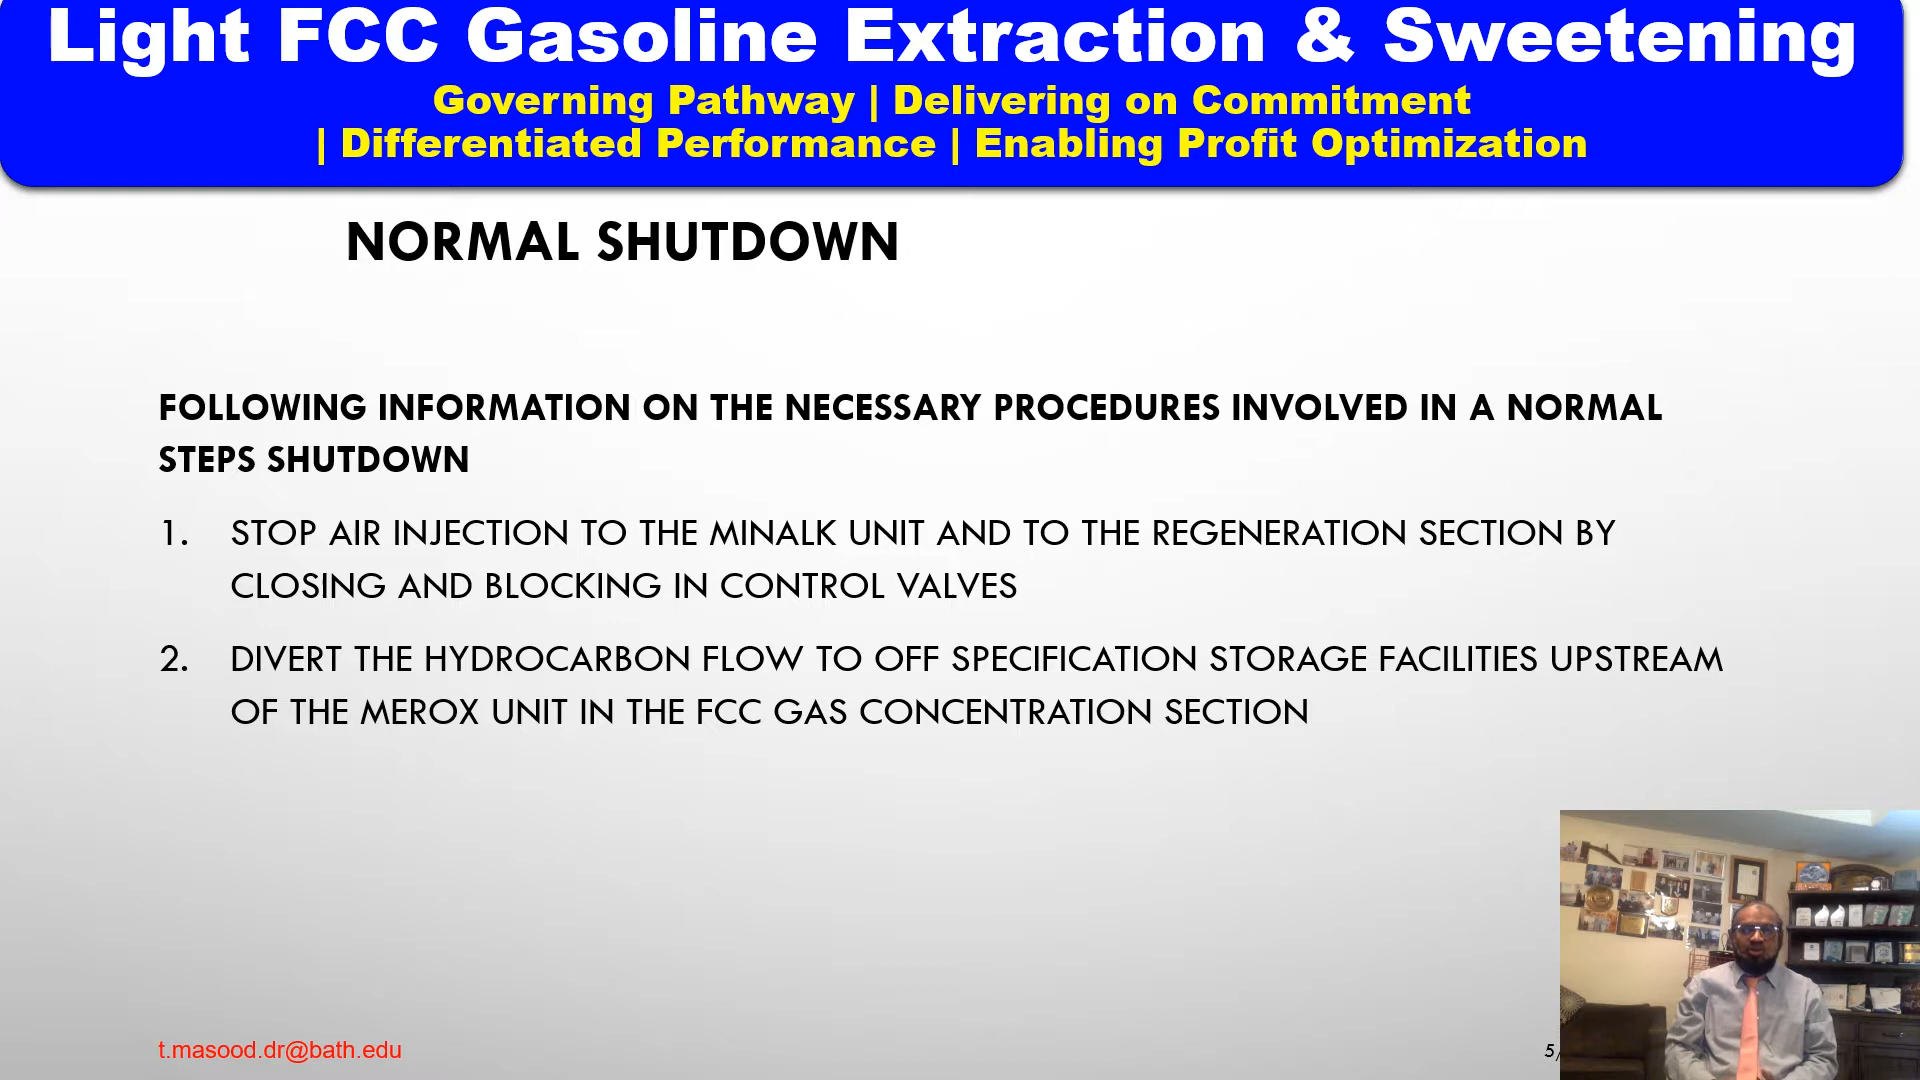 Light FCC Gasoline Extraction & Sweetening
Governing Pathway | Delivering on Commitment
| Differentiated Performance | Enabling Profit Optimization
NORMAL SHUTDOWN
FOLLOWING INFORMATION ON THE NECESSARY PROCEDURES INVOLVED IN A NORMAL
STEPS SHUTDOWN
1. STOP AIR INJECTION TO THE MINALK UNIT AND TO THE REGENERATION SECTION BY
CLOSING AND BLOCKING IN CONTROL VALVES
2. DIVERT THE HYDROCARBON FLOW TO OFF SPECIFICATION STORAGE FACILITIES UPSTREAM
OF THE MEROX UNIT IN THE FCC GAS CONCENTRATION SECTION
t.masood.dr@bath.edu
5/